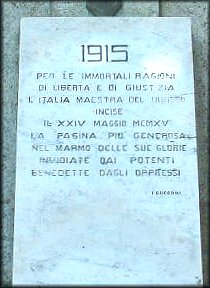 1915
PER LE IMMORTALI RAGIONI
DI LIBERTA E DI GIUSTIZIA
L'ITALIA MAESTRA DEL DIRITTO
INCISE
IL XXIV MAGGIO MCMXV
LA PAGINA PIÙ GENEROSA
NEL MARMO DELLE SUE GLORIE
INVIDIATE DAI POTENTI
BENEDETTE DAGLI OPPRESSI